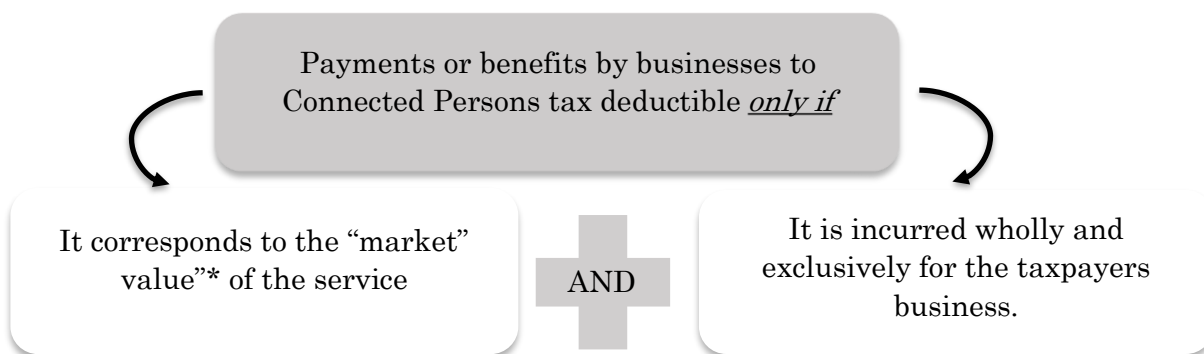 Payments or benefits by businesses to
Connected Persons tax deductible only if
It corresponds to the “market”
value”* of the service
AND
It is incurred wholly and
exclusively for the taxpayers
business.